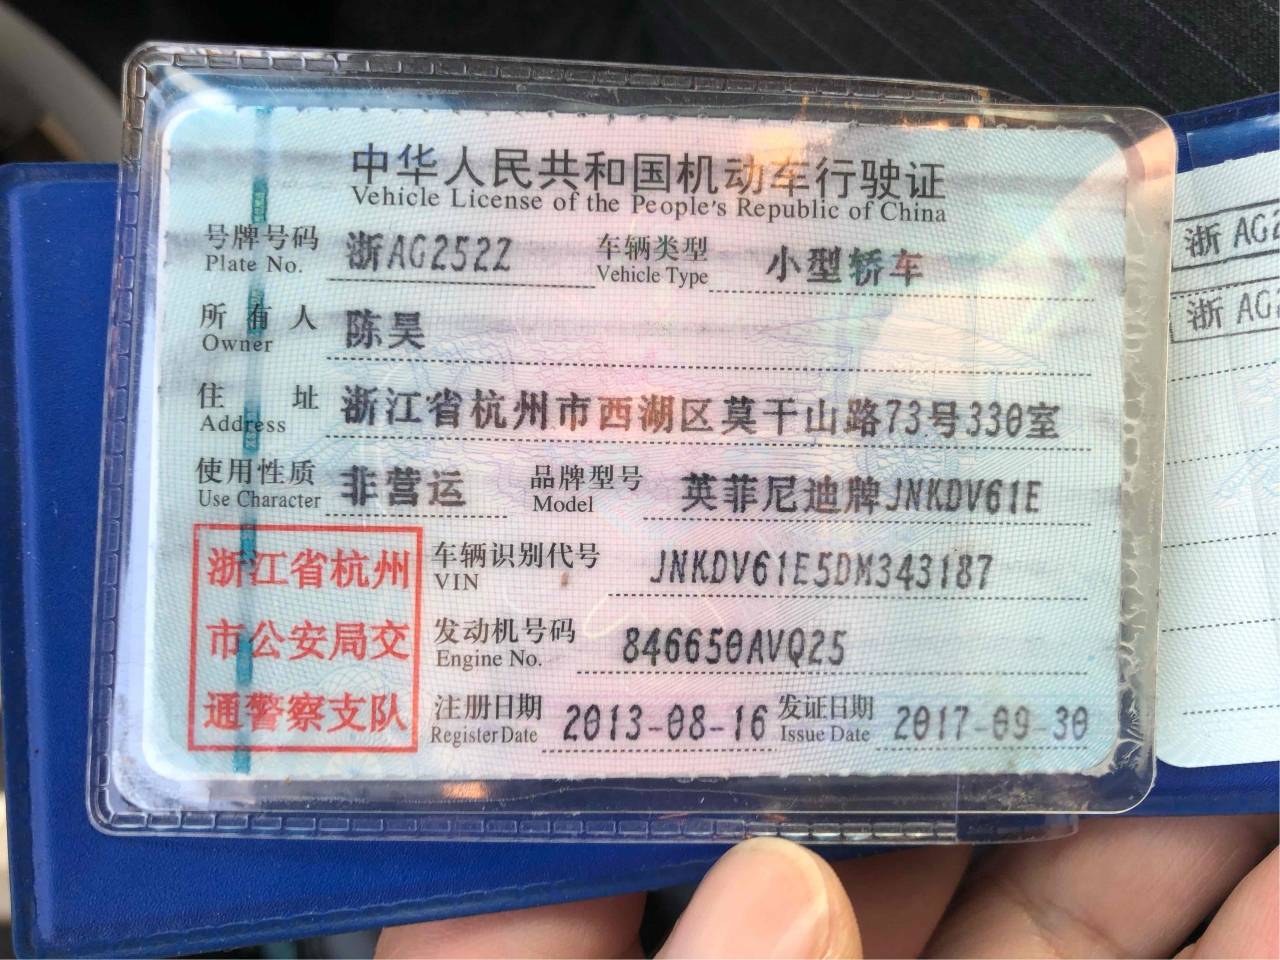 中华人民共和国机动车行驶证
Vehicle License of the People's Republic of China
号牌号码 浙AG252Z 车辆类型 小型轿车
Plate No. Vehicle Type
所有人 陈昊
Owner
住址 浙江省杭州市西湖区莫干山路73号330室
Address
使用性质 非营运 品牌型号 英菲尼迪牌JNKDV61E
Use Character Model
浙江省杭州
市公安局交
通警察支队
车辆识别代号 JNKDV61E5DM343187
VIN
发动机号码 846650AVQ25
Engine No.
注册日期 2013-08-16 发证日期 2017-09-30
Register Date Issue Date
浙 AG2
浙 AG